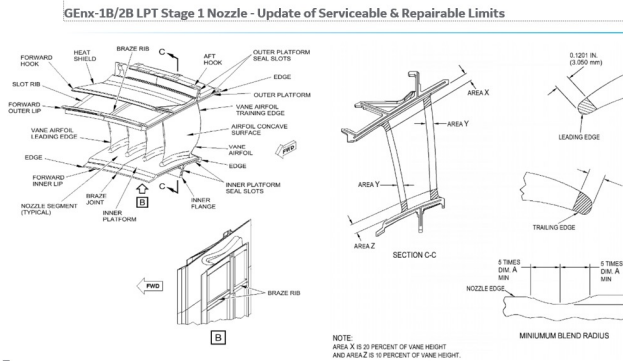 GEnx-1B/2B LPT Stage 1 Nozzle - Update of Serviceable & Repairable Limits
FORWARD
HOOK
HEAT
SHIELD
BRAZE RIB
C
AFT
HOOK
OUTER PLATFORM
SEAL SLOTS
EDGE
SLOT RIB
OUTER PLATFORM
FORWARD
OUTER LIP
VANE AIRFOIL
TRAINING EDGE
VANE AIRFOIL
LEADING EDGE
AIRFOIL CONCAVE
SURFACE
VANE
AIRFOIL
FWD
EDGE
EDGE
FORWARD
INNER LIP
INNER PLATFORM
SEAL SLOTS
NOZZLE SEGMENT
(TYPICAL)
BRAZE
JOINT
INNER
PLATFORM
B
C
INNER
FLANGE
FWD
BRAZE RIB
B
AREA X
AREA Y
AREA Y
AREA Z
SECTION C-C
NOTE:
AREA X IS 20 PERCENT OF VANE HEIGHT
AND AREA Z IS 10 PERCENT OF VANE HEIGHT.
0.1201 IN.
(3.050 mm)
LEADING EDGE
TRAILING EDGE
5 TIMES
DIM. A
MIN
5 TIMES
DIM. A
MIN
NOZZLE EDGE
MINIUMUM BLEND RADIUS